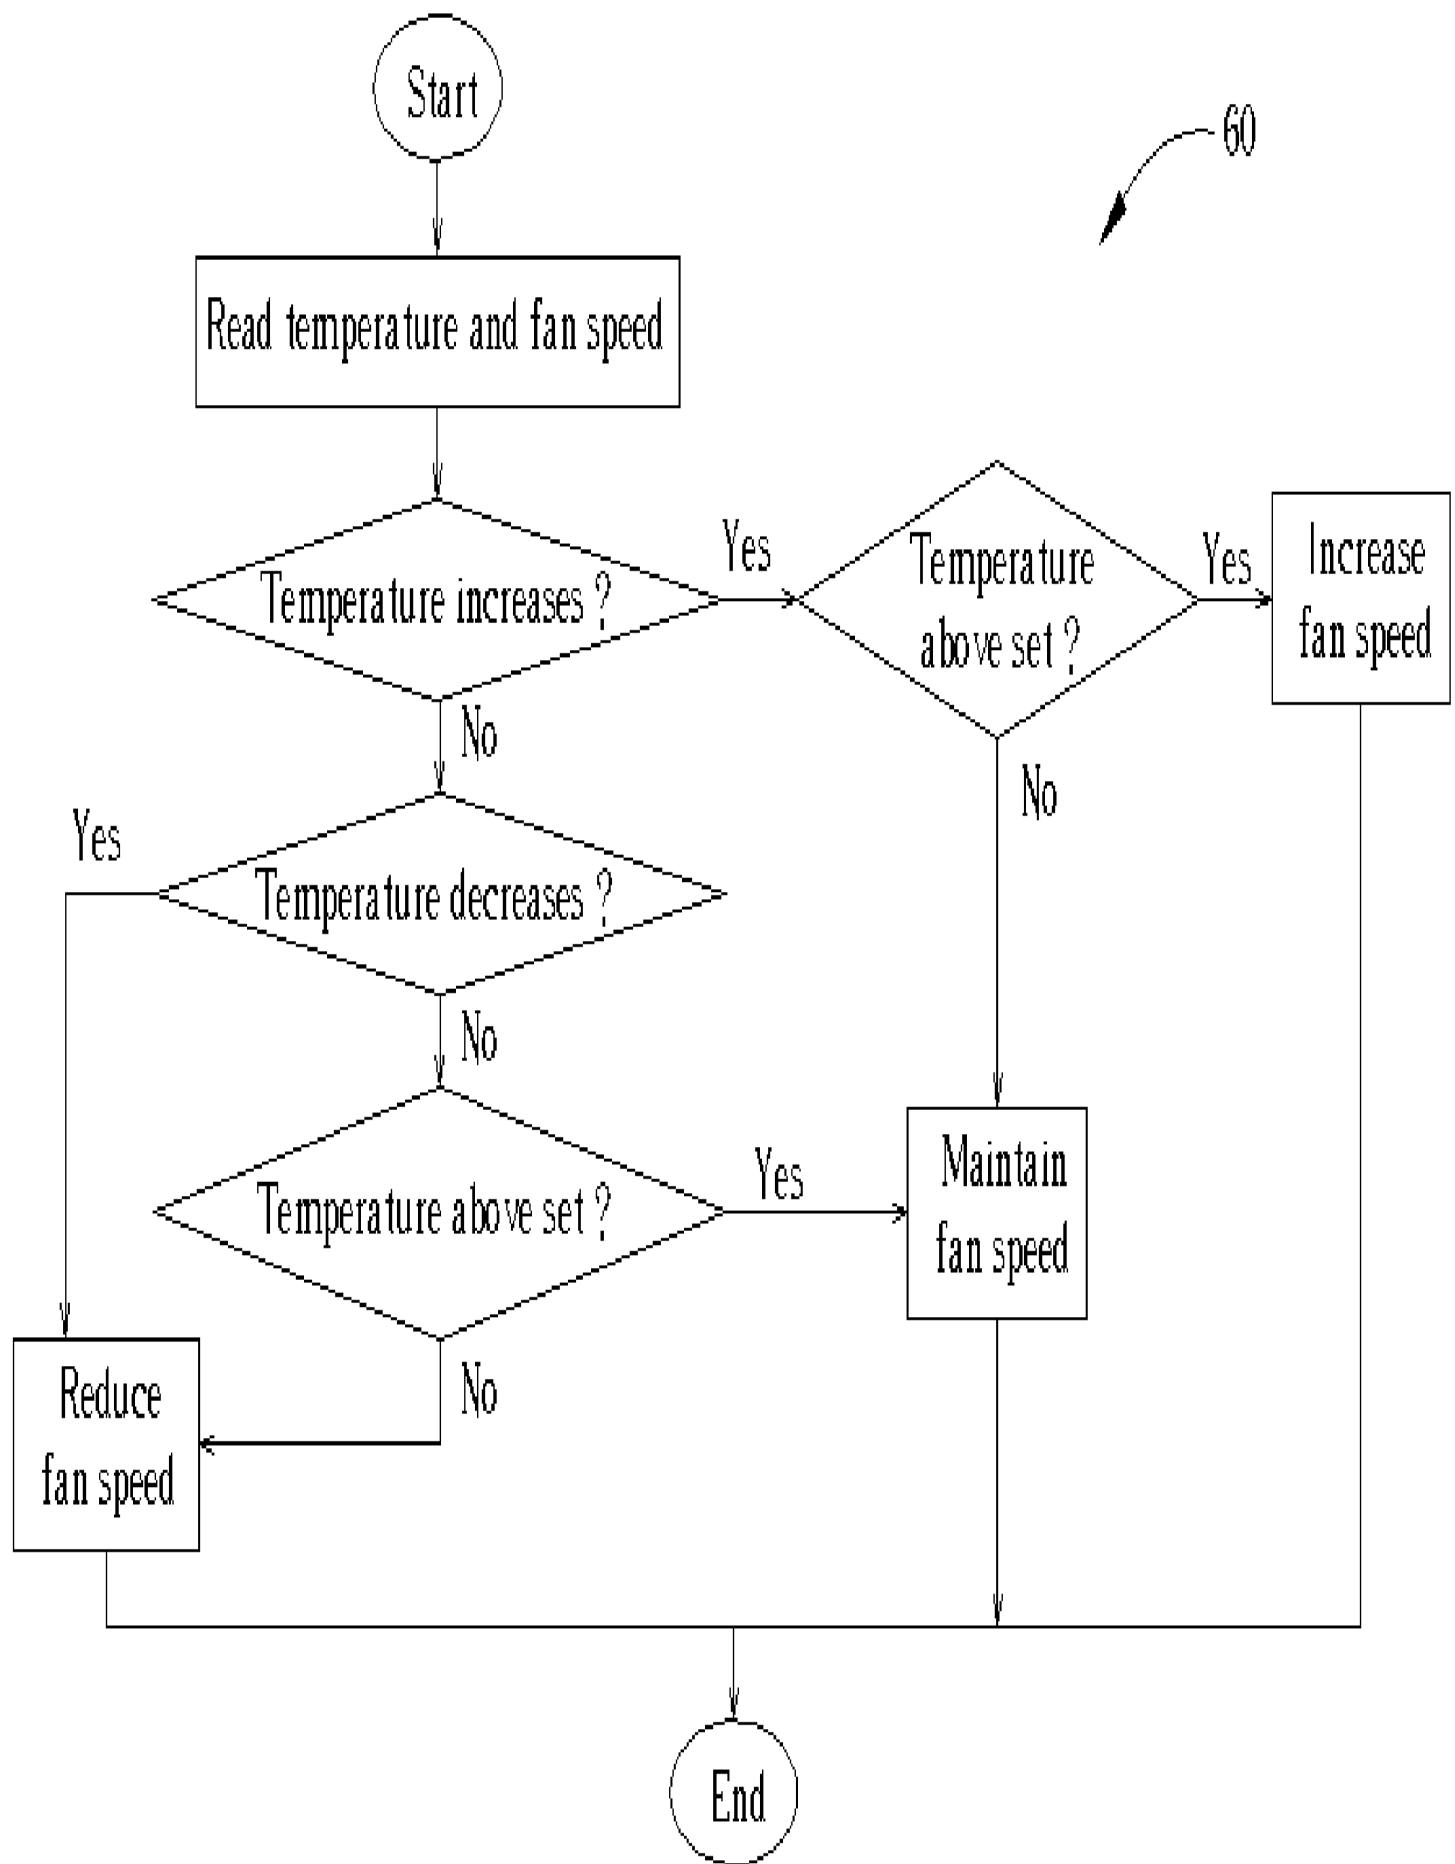 Start
60
Read temperature and fan speed
Temperature increases ?
Yes
Temperature
above set ?
Yes
Increase
fan speed
No
No
Yes
Temperature decreases ?
No
Temperature above set ?
Yes
Maintain
fan speed
No
Reduce
fan speed
End